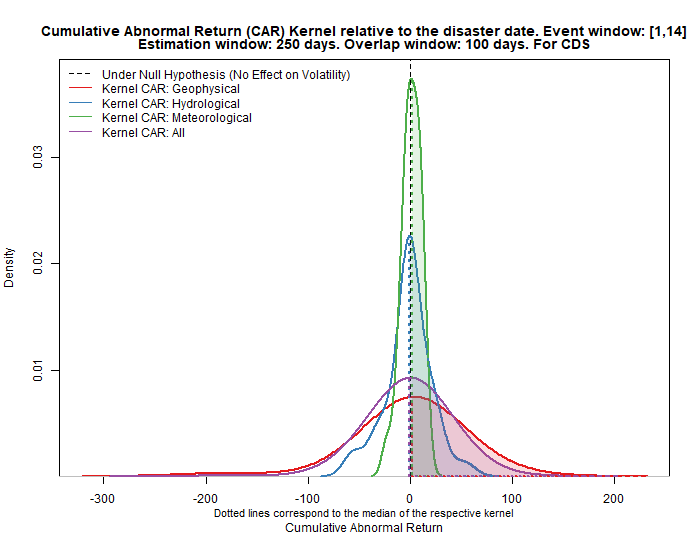 Cumulative Abnormal Return (CAR) Kernel relative to the disaster date. Event window: [1,14]
Estimation window: 250 days. Overlap window: 100 days. For CDS
Under Null Hypothesis (No Effect on Volatility)
Kernel CAR: Geophysical
Kernel CAR: Hydrological
Kernel CAR: Meteorological
Kernel CAR: All
Density
0.03
0.02
0.01
-300 -200 -100 0 100 200
Dotted lines correspond to the median of the respective kernel
Cumulative Abnormal Return